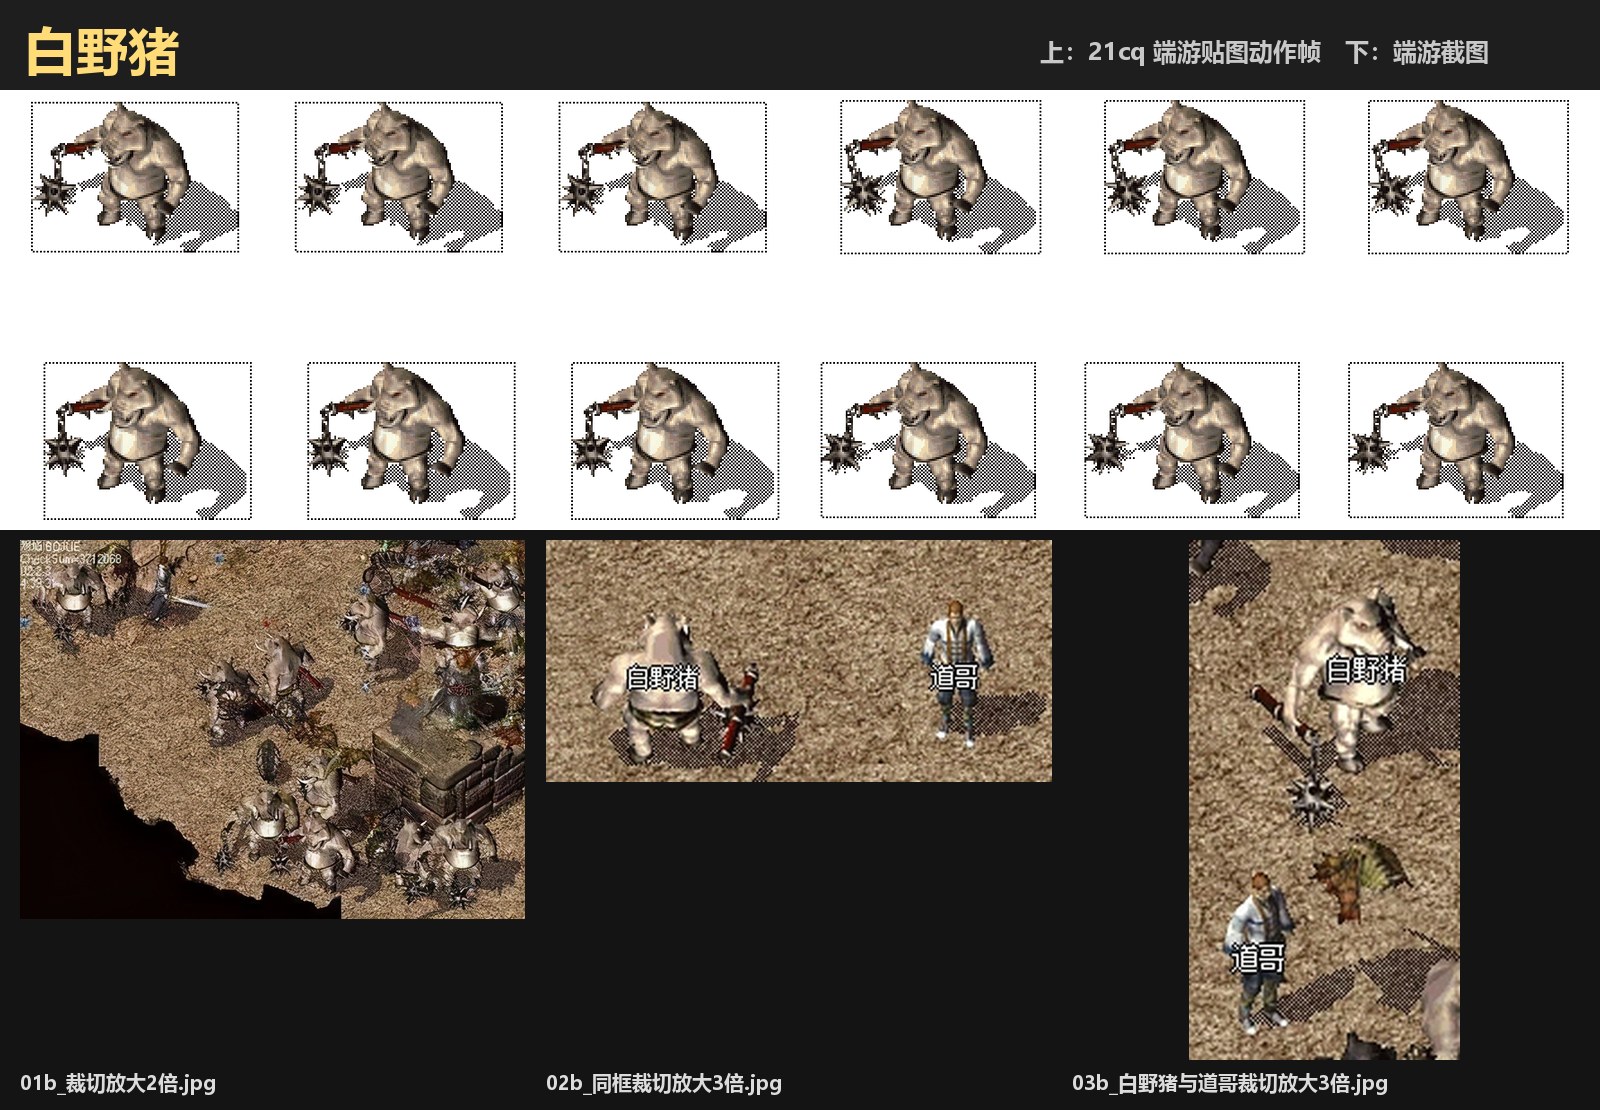 白野猪
上：21cq 端游贴图动作帧 下：端游截图
白野猪
道哥
白野猪
道哥
01b_裁切放大2倍.jpg
02b_同框裁切放大3倍.jpg
03b_白野猪与道哥裁切放大3倍.jpg